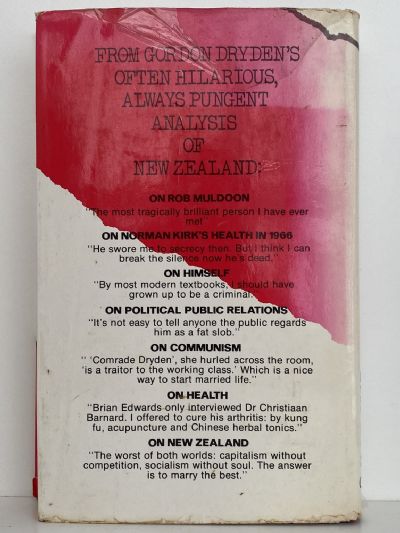 FROM GORDON DRYDEN'S
OFTEN HILARIOUS,
ALWAYS PUNGENT
ANALYSIS
OF
NEW ZEALAND:
ON ROB MULDOON
"The most tragically brilliant person I have ever
met"
ON NORMAN KIRK'S HEALTH IN 1966
"He swore me to secrecy then. But I think I can
break the silence now he's dead."
ON HIMSELF
"By most modern textbooks, I should have
grown up to be a criminal."
ON POLITICAL PUBLIC RELATIONS
"It's not easy to tell anyone the public regards
him as a fat slob."
ON COMMUNISM
" 'Comrade Dryden', she hurled across the room,
'is a traitor to the working class.' Which is a nice
way to start married life."
ON HEALTH
"Brian Edwards only interviewed Dr Christiaan
Barnard. I offered to cure his arthritis: by kung
fu, acupuncture and Chinese herbal tonics."
ON NEW ZEALAND
"The worst of both worlds: capitalism without
competition, socialism without soul. The answer
is to marry the best."